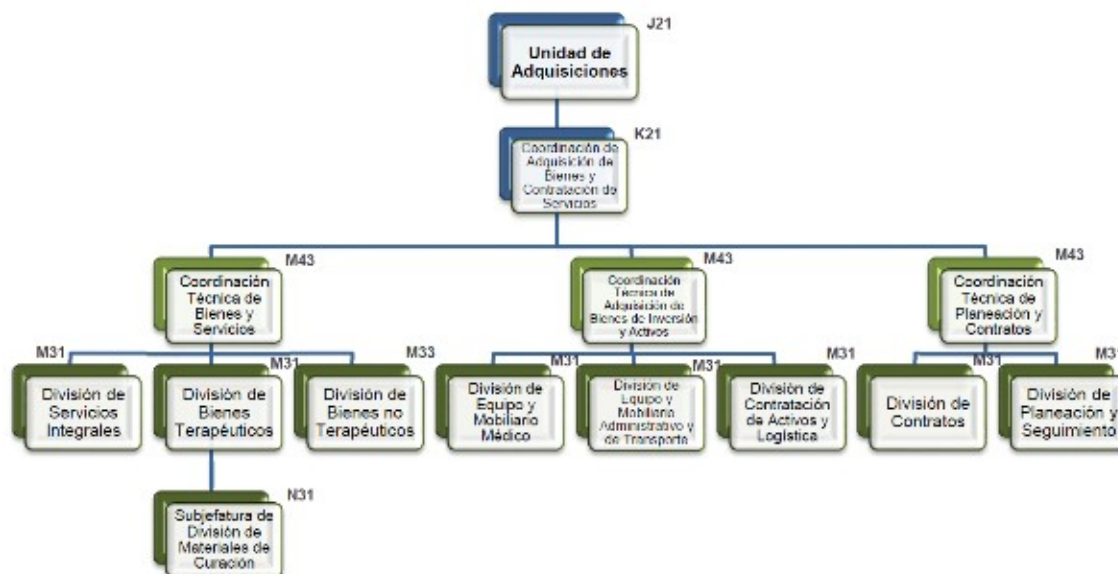 J21
Unidad de
Adquisiciones
K21
Coordinación de
Adquisición de
Bienes y
Contratación de
Servicios
M43
Coordinación
Técnica de
Bienes y
Servicios
M43
Coordinación
Técnica de
Adquisición de
Bienes de Inversión
y Activos
M43
Coordinación
Técnica de
Planeación y
Contratos
M31
División de
Servicios
Integrales
M31
División de
Bienes
Terapéuticos
M33
División de
Bienes no
Terapéuticos
M31
División de
Equipo y
Mobiliario
Médico
M31
División de
Equipo y
Mobiliario
Administrativo y
de Transporte
M31
División de
Contratación
de Activos y
Logística
M31
División de
Contratos
M31
División de
Planeación y
Seguimiento
N31
Subjefatura de
División de
Materiales de
Curación